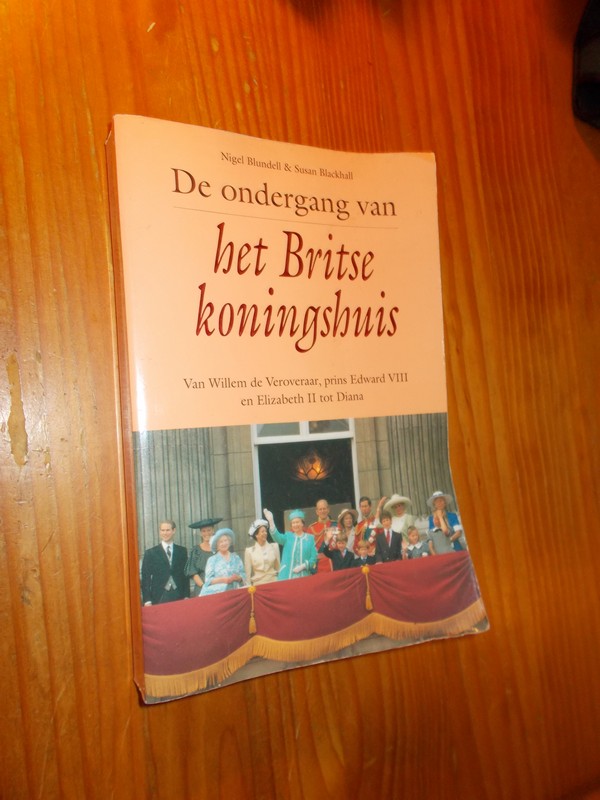 Nigel Blundell & Susan Blackhall
De ondergang van
het Britse
koningshuis
Van Willem de Veroveraar, prins Edward VIII
en Elizabeth II tot Diana